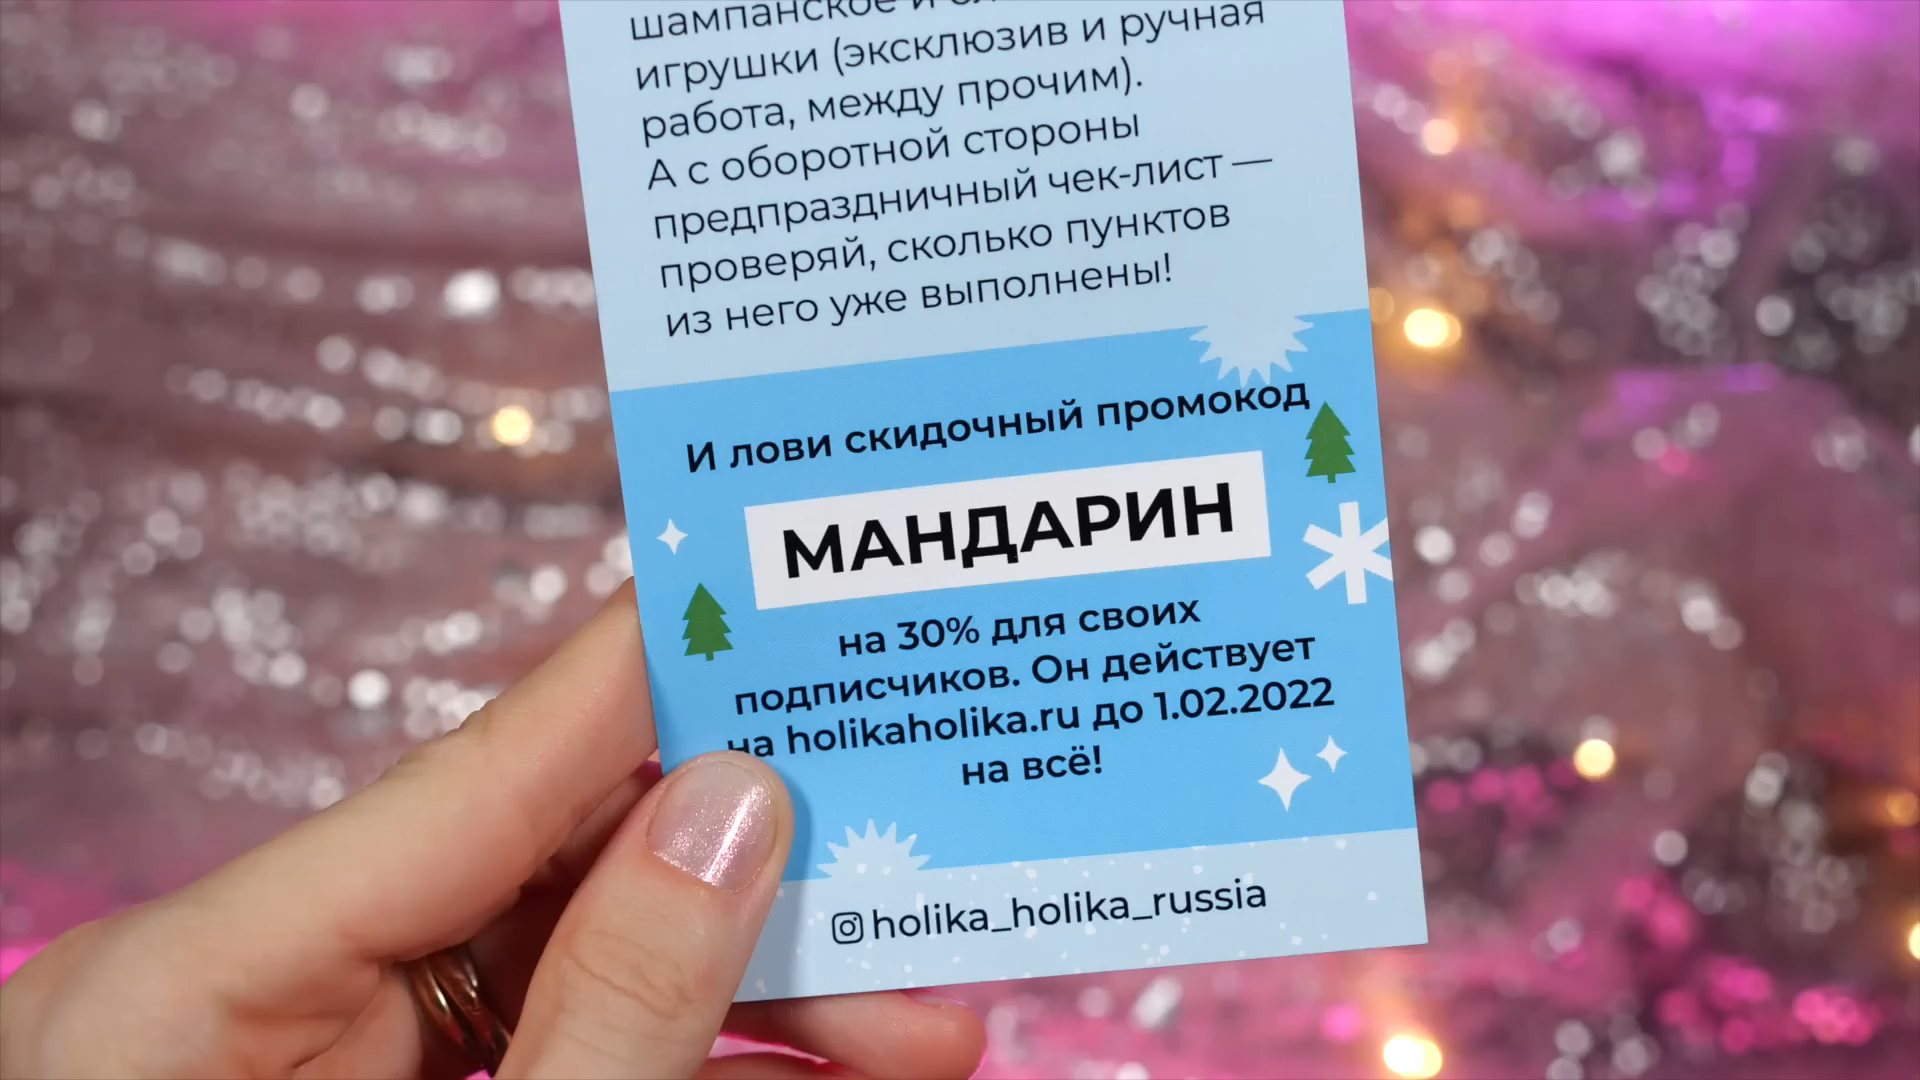 шампанское и
игрушки (эксклюзив и ручная
работа, между прочим).
А с оборотной стороны
предпраздничный чек-лист —
проверяй, сколько пунктов
из него уже выполнены!
И лови скидочный промокод
МАНДАРИН
на 30% для своих
подписчиков. Он действует
на holikaholika.ru до 1.02.2022
на всё!
holika_holika_russia